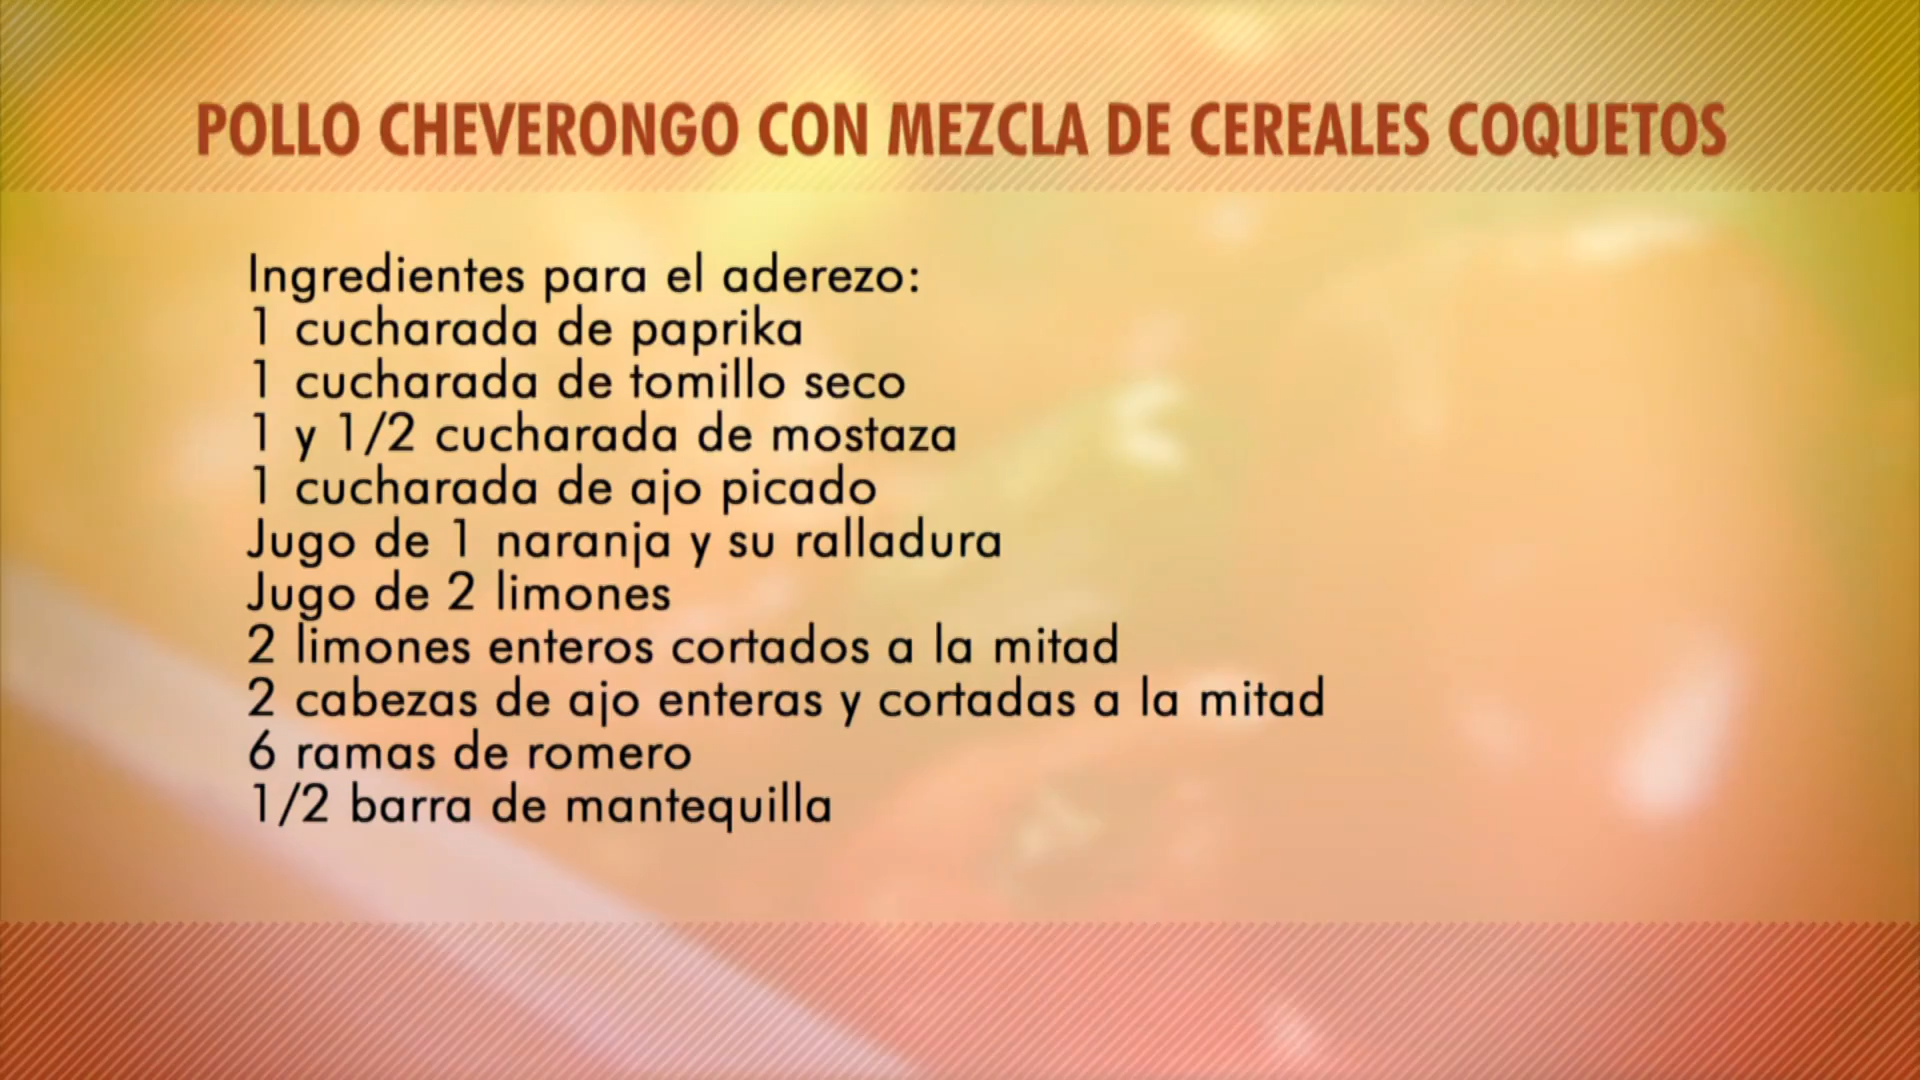 POLLO CHEVERONGO CON MEZCLA DE CEREALES COQUETOS
Ingredientes para el aderezo:
1 cucharada de paprika
1 cucharada de tomillo seco
1 y 1/2 cucharada de mostaza
1 cucharada de ajo picado
Jugo de 1 naranja y su ralladura
Jugo de 2 limones
2 limones enteros cortados a la mitad
2 cabezas de ajo enteras y cortadas a la mitad
6 ramas de romero
1/2 barra de mantequilla